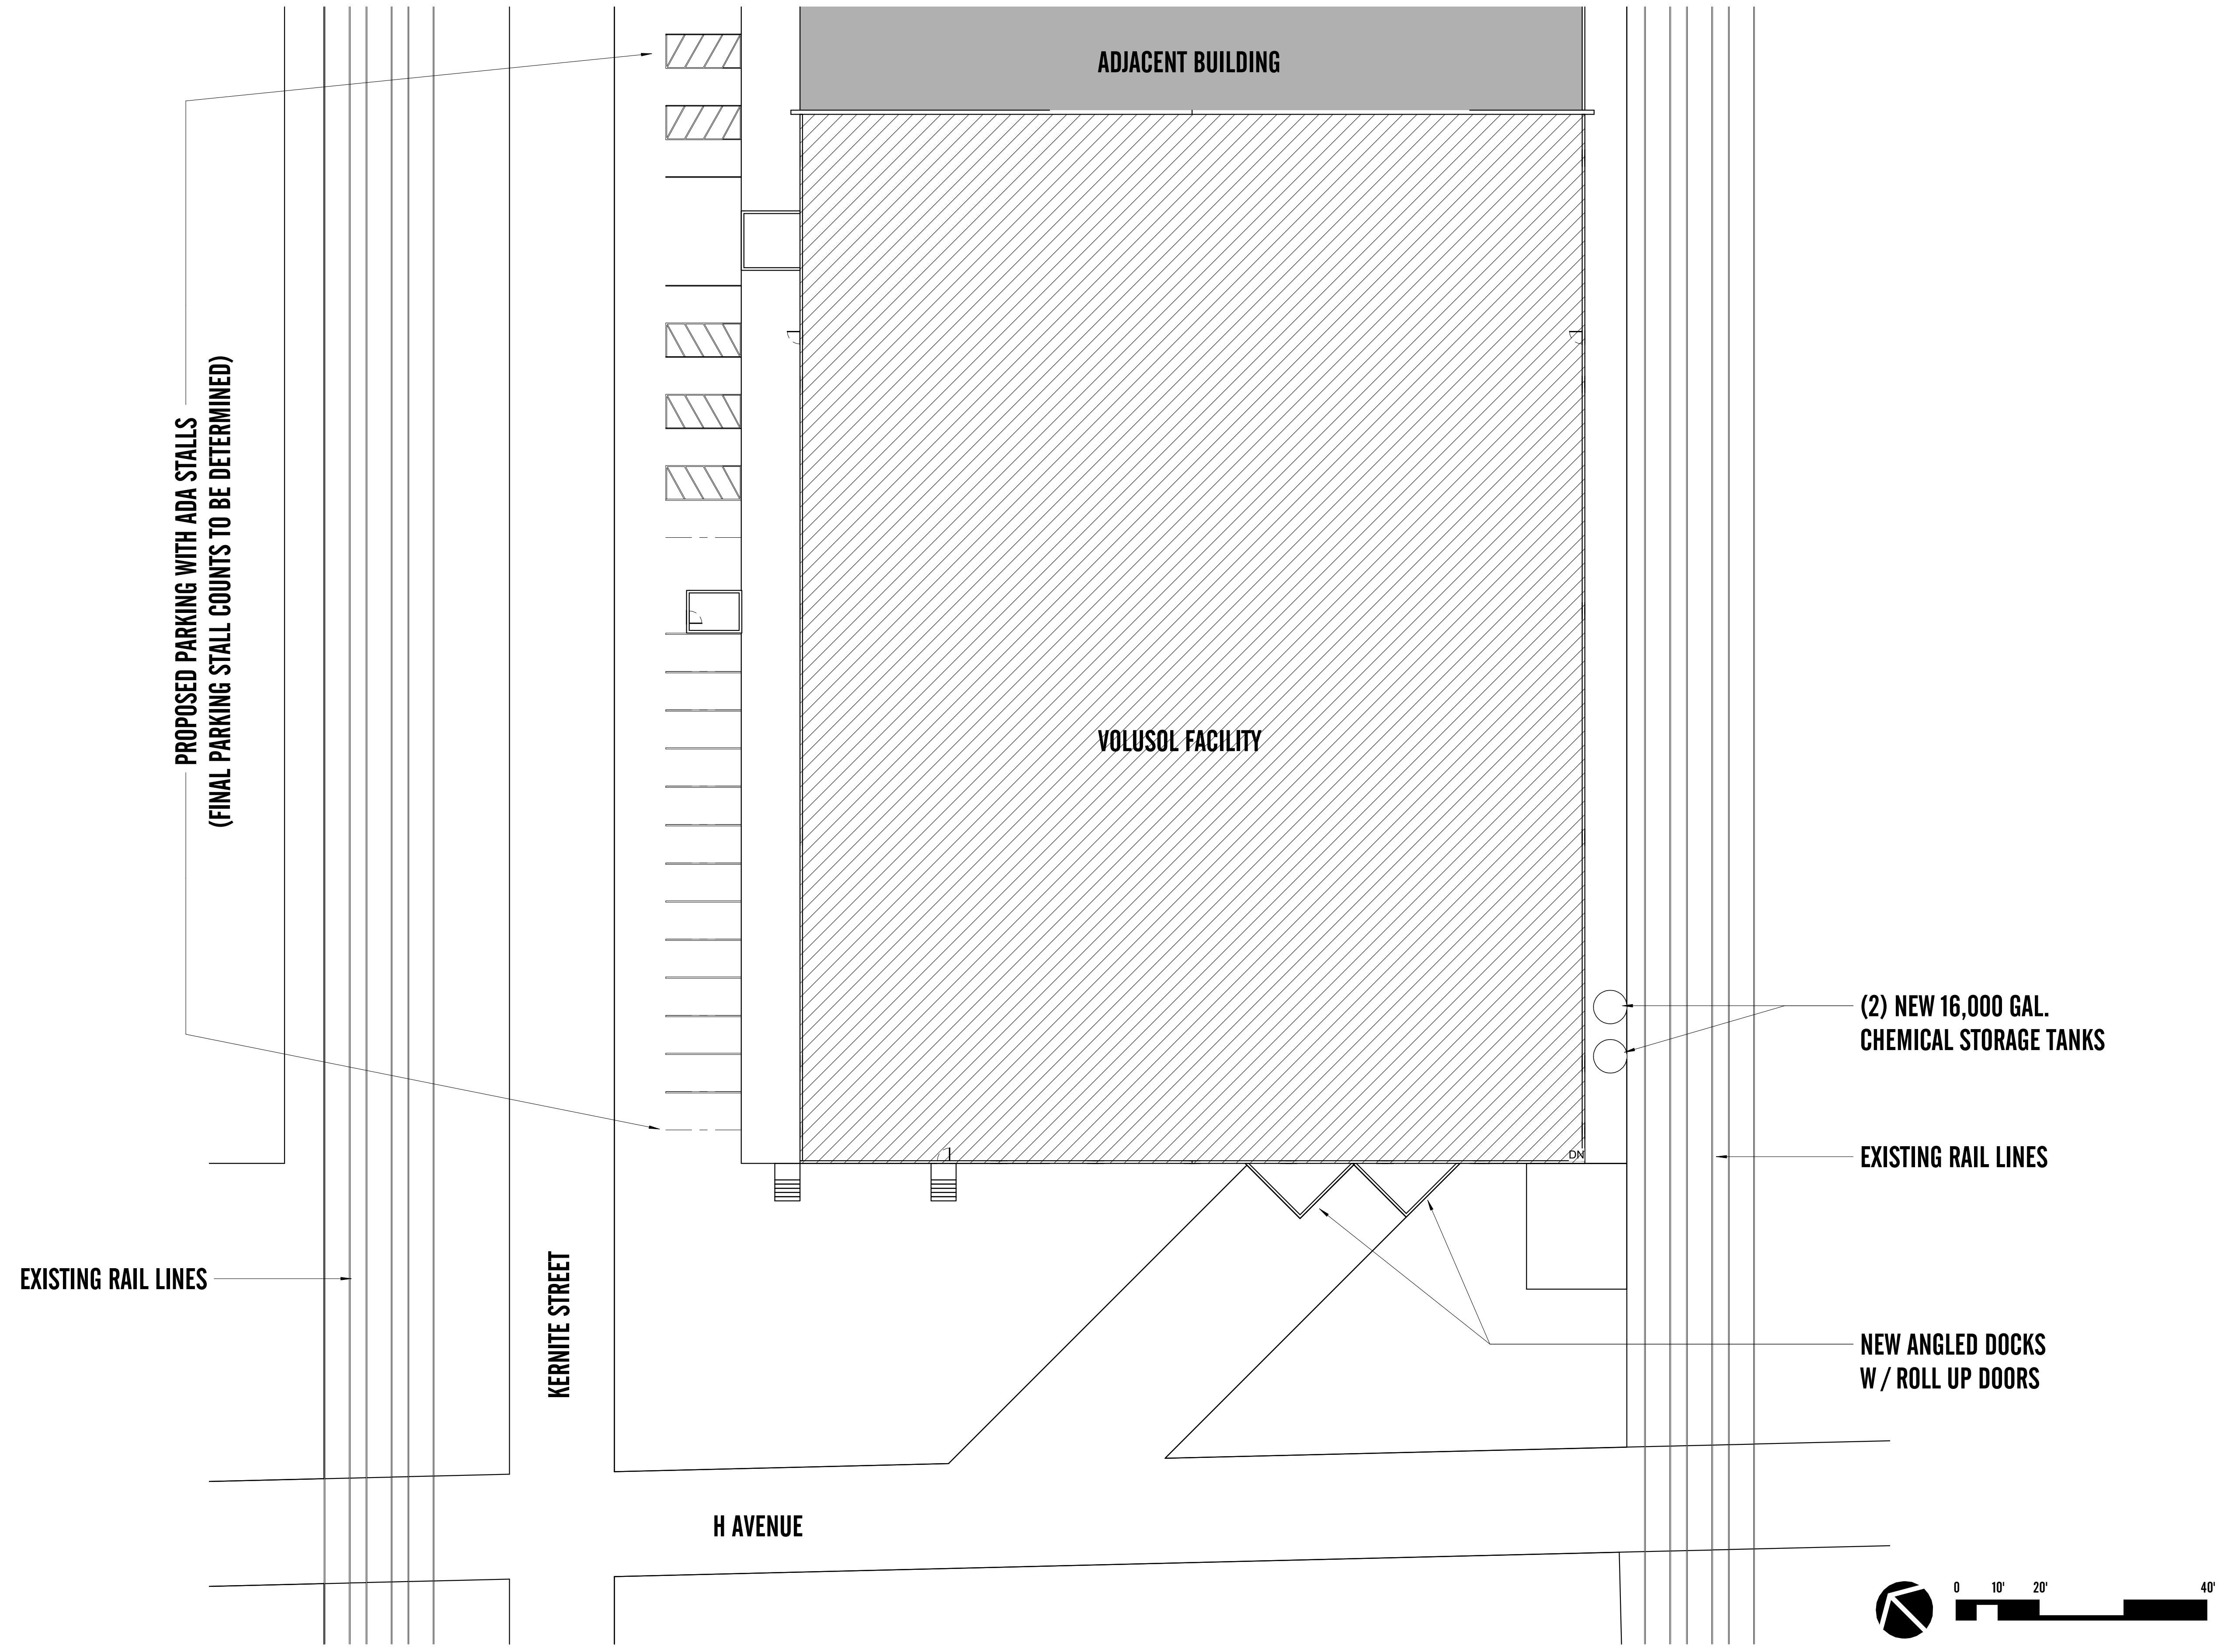 ADJACENT BUILDING
PROPOSED PARKING WITH ADA STALLS
(FINAL PARKING STALL COUNTS TO BE DETERMINED)
VOLUSOL FACILITY
(2) NEW 16,000 GAL.
CHEMICAL STORAGE TANKS
DN
EXISTING RAIL LINES
EXISTING RAIL LINES
KERNITE STREET
NEW ANGLED DOCKS
W / ROLL UP DOORS
H AVENUE
0 10' 20' 40'